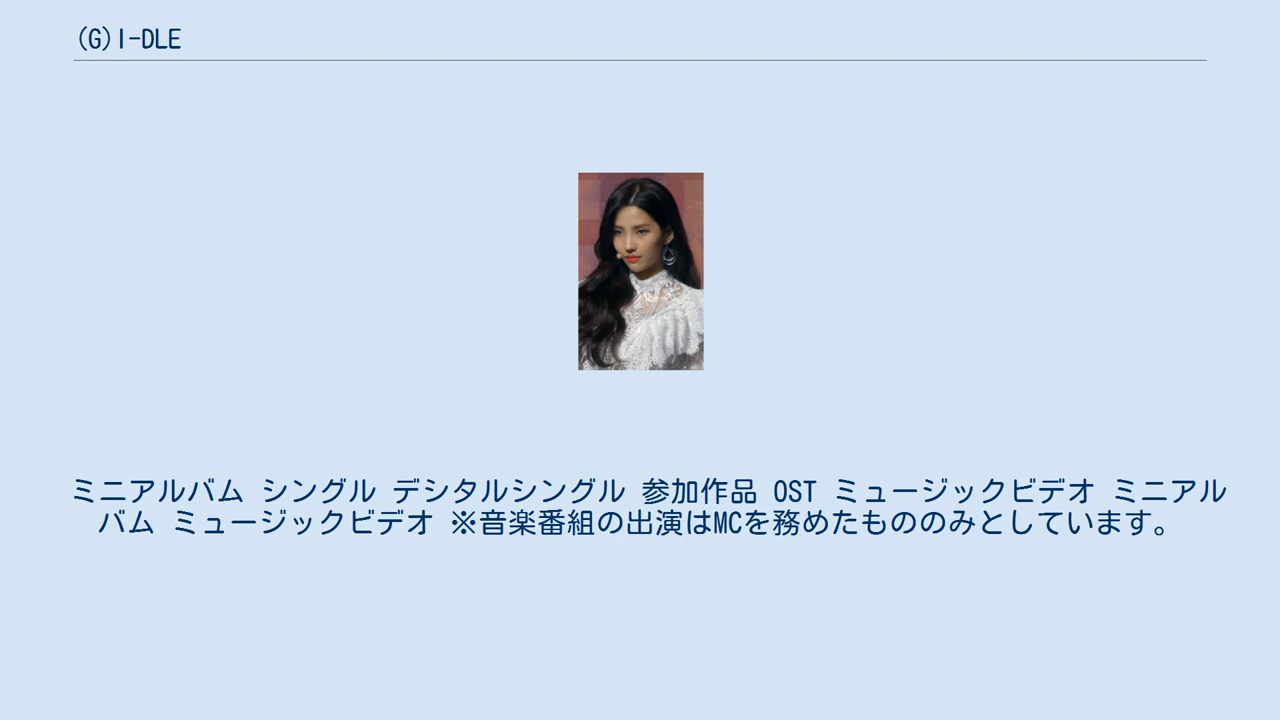 (G)I-DLE
ミニアルバム シングル デジタルシングル 参加作品 OST ミュージックビデオ ミニアル
バム ミュージックビデオ ※音楽番組の出演はMCを務めたもののみとしています。